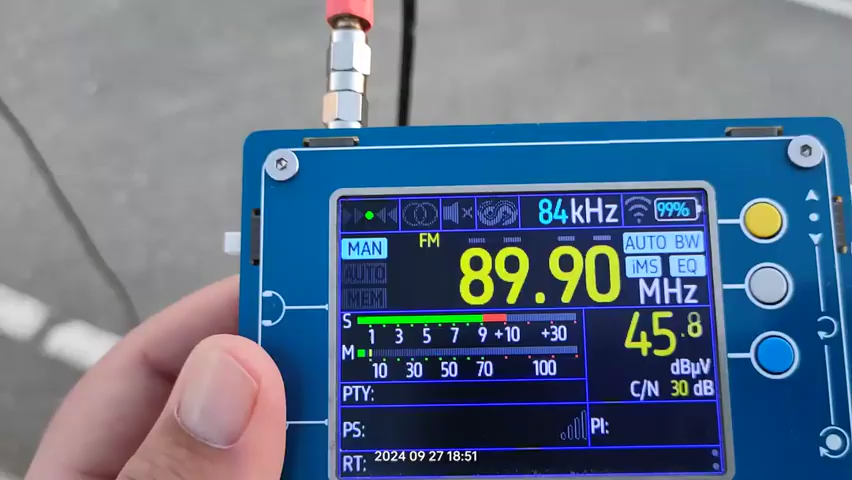 84kHz 99%
MAN FM AUTO BW
AUTO 89.90 iMS EQ
MEM MHz
S 1 3 5 7 9 +10 +30 45.8
M 10 30 50 70 100 dBµV
C/N 30 dB
PTY:
PS: PI:
RT: 2024 09 27 18:51